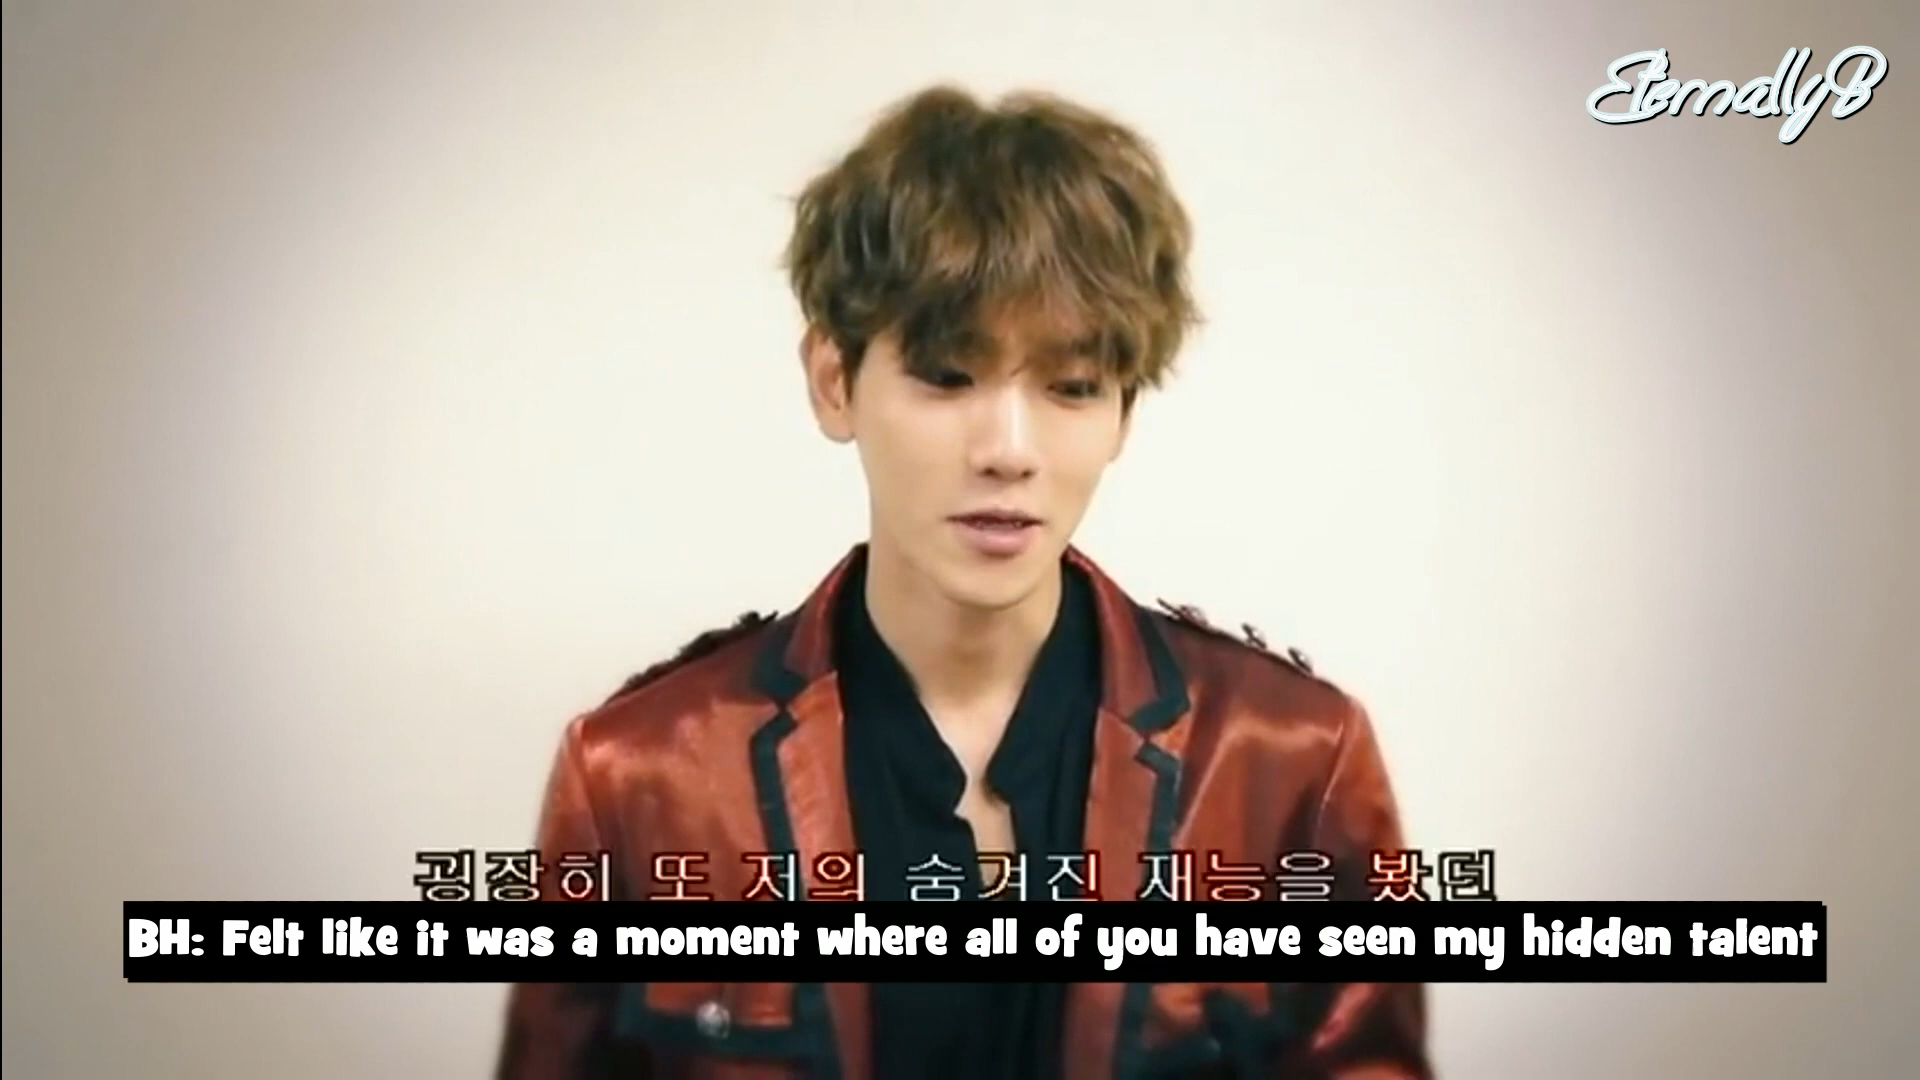 EternallyB
굉장히 또 저의 숨겨진 재능을 봤던
BH: Felt like it was a moment where all of you have seen my hidden talent